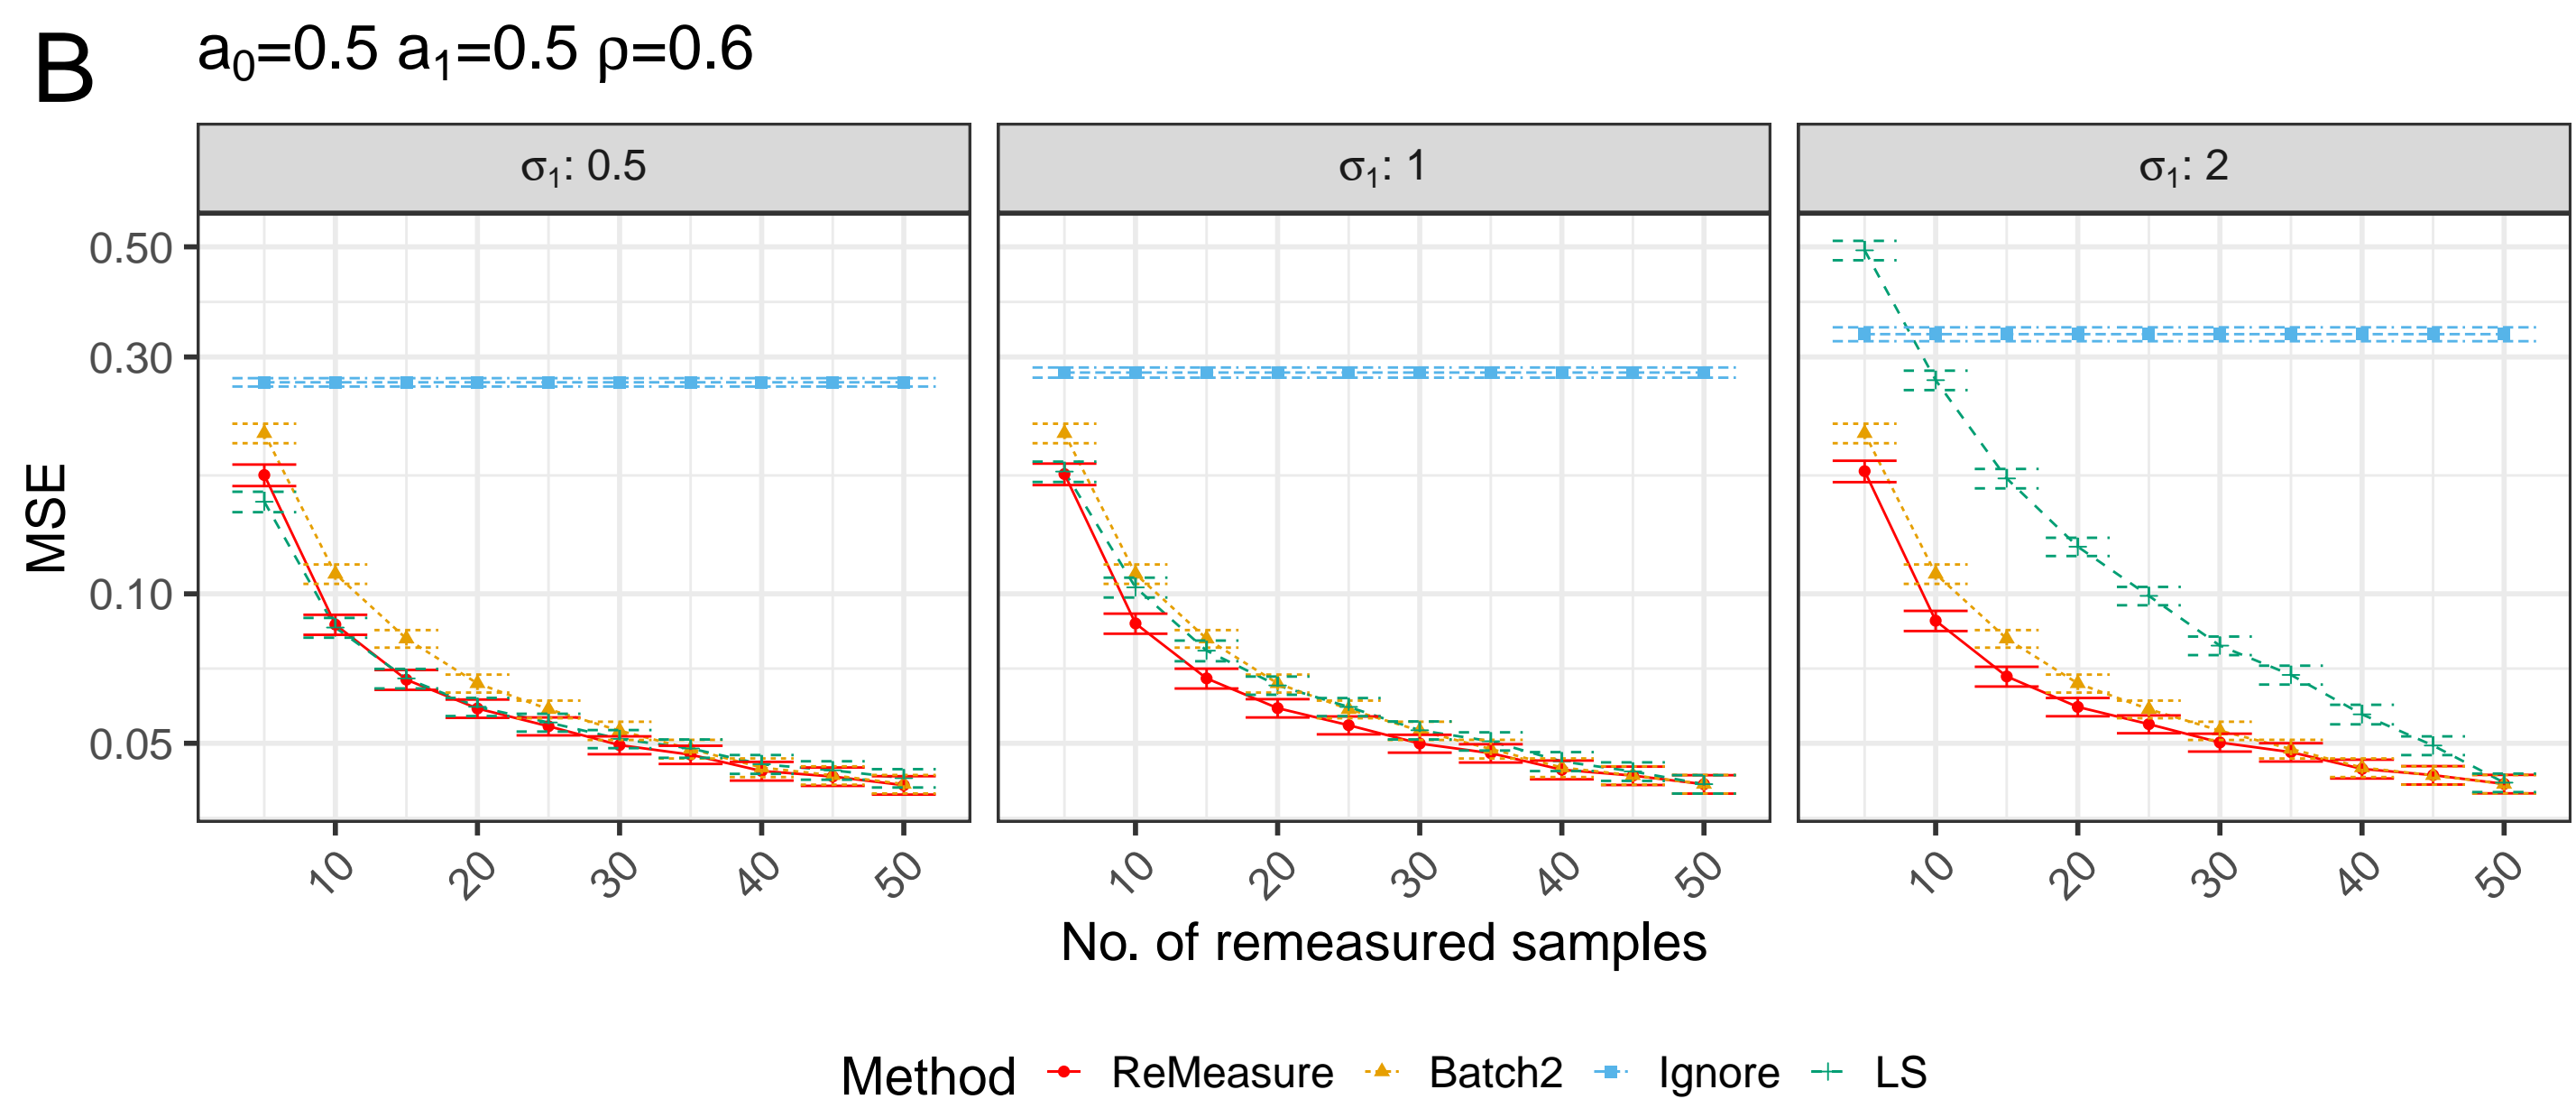 B
a₀=0.5 a₁=0.5 ρ=0.6
σ₁: 0.5
σ₁: 1
σ₁: 2
MSE
0.50
0.30
0.10
0.05
10 20 30 40 50
10 20 30 40 50
10 20 30 40 50
No. of remeasured samples
Method ReMeasure Batch2 Ignore LS